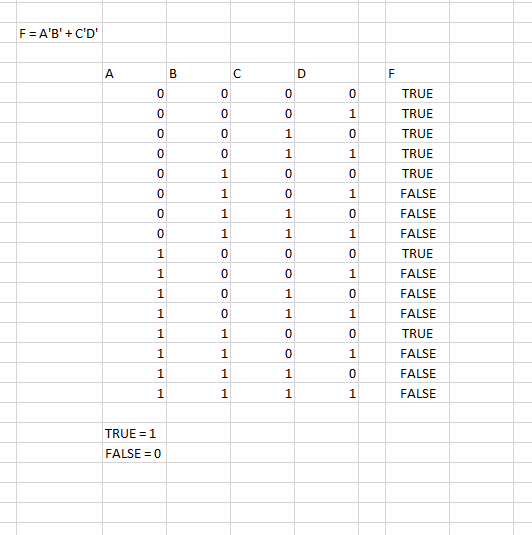 F = A'B' + C'D'
A B C D F
0 0 0 0 TRUE
0 0 0 1 TRUE
0 0 1 0 TRUE
0 0 1 1 TRUE
0 1 0 0 TRUE
0 1 0 1 FALSE
0 1 1 0 FALSE
0 1 1 1 FALSE
1 0 0 0 TRUE
1 0 0 1 FALSE
1 0 1 0 FALSE
1 0 1 1 FALSE
1 1 0 0 TRUE
1 1 0 1 FALSE
1 1 1 0 FALSE
1 1 1 1 FALSE
TRUE = 1
FALSE = 0